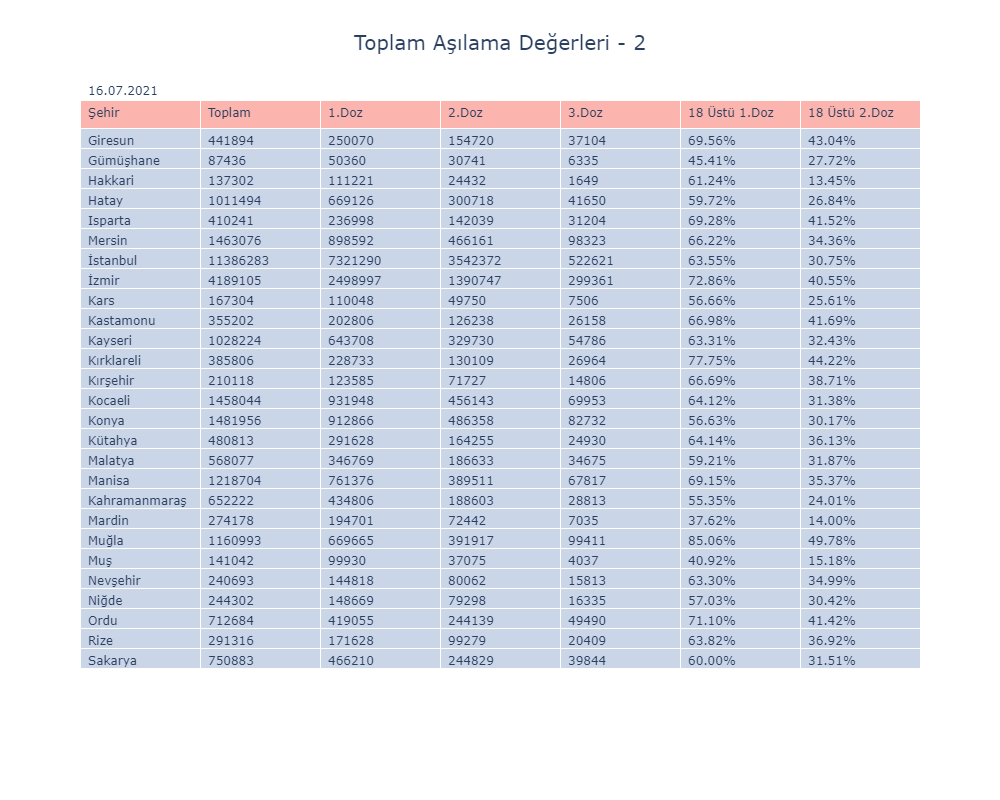 Toplam Aşılama Değerleri - 2
16.07.2021
Şehir Toplam 1.Doz 2.Doz 3.Doz 18 Üstü 1.Doz 18 Üstü 2.Doz
Giresun 441894 250070 154720 37104 69.56% 43.04%
Gümüşhane 87436 50360 30741 6335 45.41% 27.72%
Hakkari 137302 111221 24432 1649 61.24% 13.45%
Hatay 1011494 669126 300718 41650 59.72% 26.84%
Isparta 410241 236998 142039 31204 69.28% 41.52%
Mersin 1463076 898592 466161 98323 66.22% 34.36%
İstanbul 11386283 7321290 3542372 522621 63.55% 30.75%
İzmir 4189105 2498997 1390747 299361 72.86% 40.55%
Kars 167304 110048 49750 7506 56.66% 25.61%
Kastamonu 355202 202806 126238 26158 66.98% 41.69%
Kayseri 1028224 643708 329730 54786 63.31% 32.43%
Kırklareli 385806 228733 130109 26964 77.75% 44.22%
Kırşehir 210118 123585 71727 14806 66.69% 38.71%
Kocaeli 1458044 931948 456143 69953 64.12% 31.38%
Konya 1481956 912866 486358 82732 56.63% 30.17%
Kütahya 480813 291628 164255 24930 64.14% 36.13%
Malatya 568077 346769 186633 34675 59.21% 31.87%
Manisa 1218704 761376 389511 67817 69.15% 35.37%
Kahramanmaraş 652222 434806 188603 28813 55.35% 24.01%
Mardin 274178 194701 72442 7035 37.62% 14.00%
Muğla 1160993 669665 391917 99411 85.06% 49.78%
Muş 141042 99930 37075 4037 40.92% 15.18%
Nevşehir 240693 144818 80062 15813 63.30% 34.99%
Niğde 244302 148669 79298 16335 57.03% 30.42%
Ordu 712684 419055 244139 49490 71.10% 41.42%
Rize 291316 171628 99279 20409 63.82% 36.92%
Sakarya 750883 466210 244829 39844 60.00% 31.51%